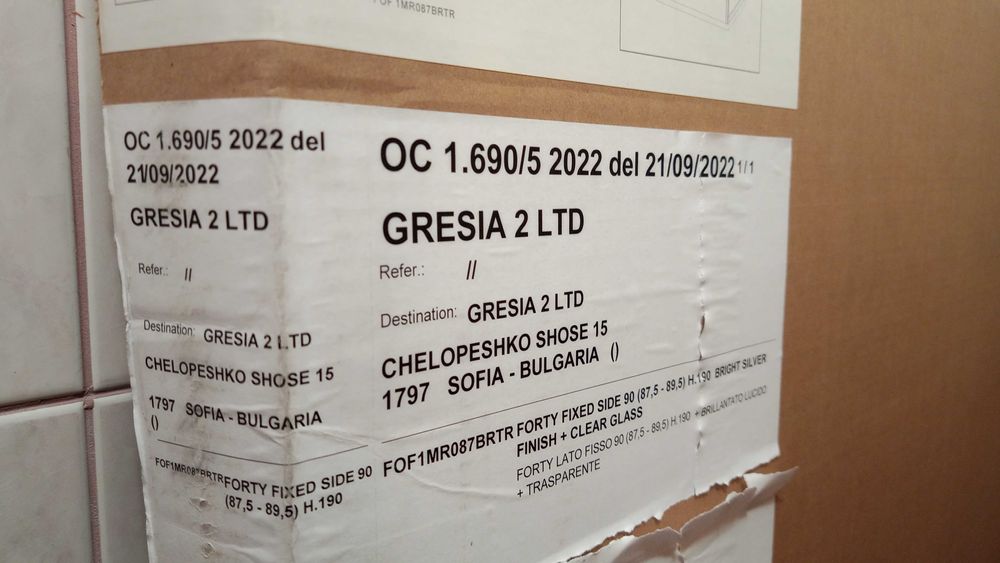 OF 1MR087BRTR
OC 1.690/5 2022 del
21/09/2022
GRESIA 2 LTD
Refer.: //
Destination: GRESIA 2 LTD
CHELOPESHKO SHOSE 15
1797 SOFIA - BULGARIA
()
FOF1MR087BRTR FORTY FIXED SIDE 90
(87,5 - 89,5) H.190
OC 1.690/5 2022 del 21/09/2022 1 / 1
GRESIA 2 LTD
Refer.: //
Destination: GRESIA 2 LTD
CHELOPESHKO SHOSE 15
1797 SOFIA - BULGARIA ()
FOF1MR087BRTR FORTY FIXED SIDE 90 (87,5 - 89,5) H.190 BRIGHT SILVER
FINISH + CLEAR GLASS
FORTY LATO FISSO 90 (87,5 - 89,5) H.190 + BRILLANTATO LUCIDO
+ TRASPARENTE